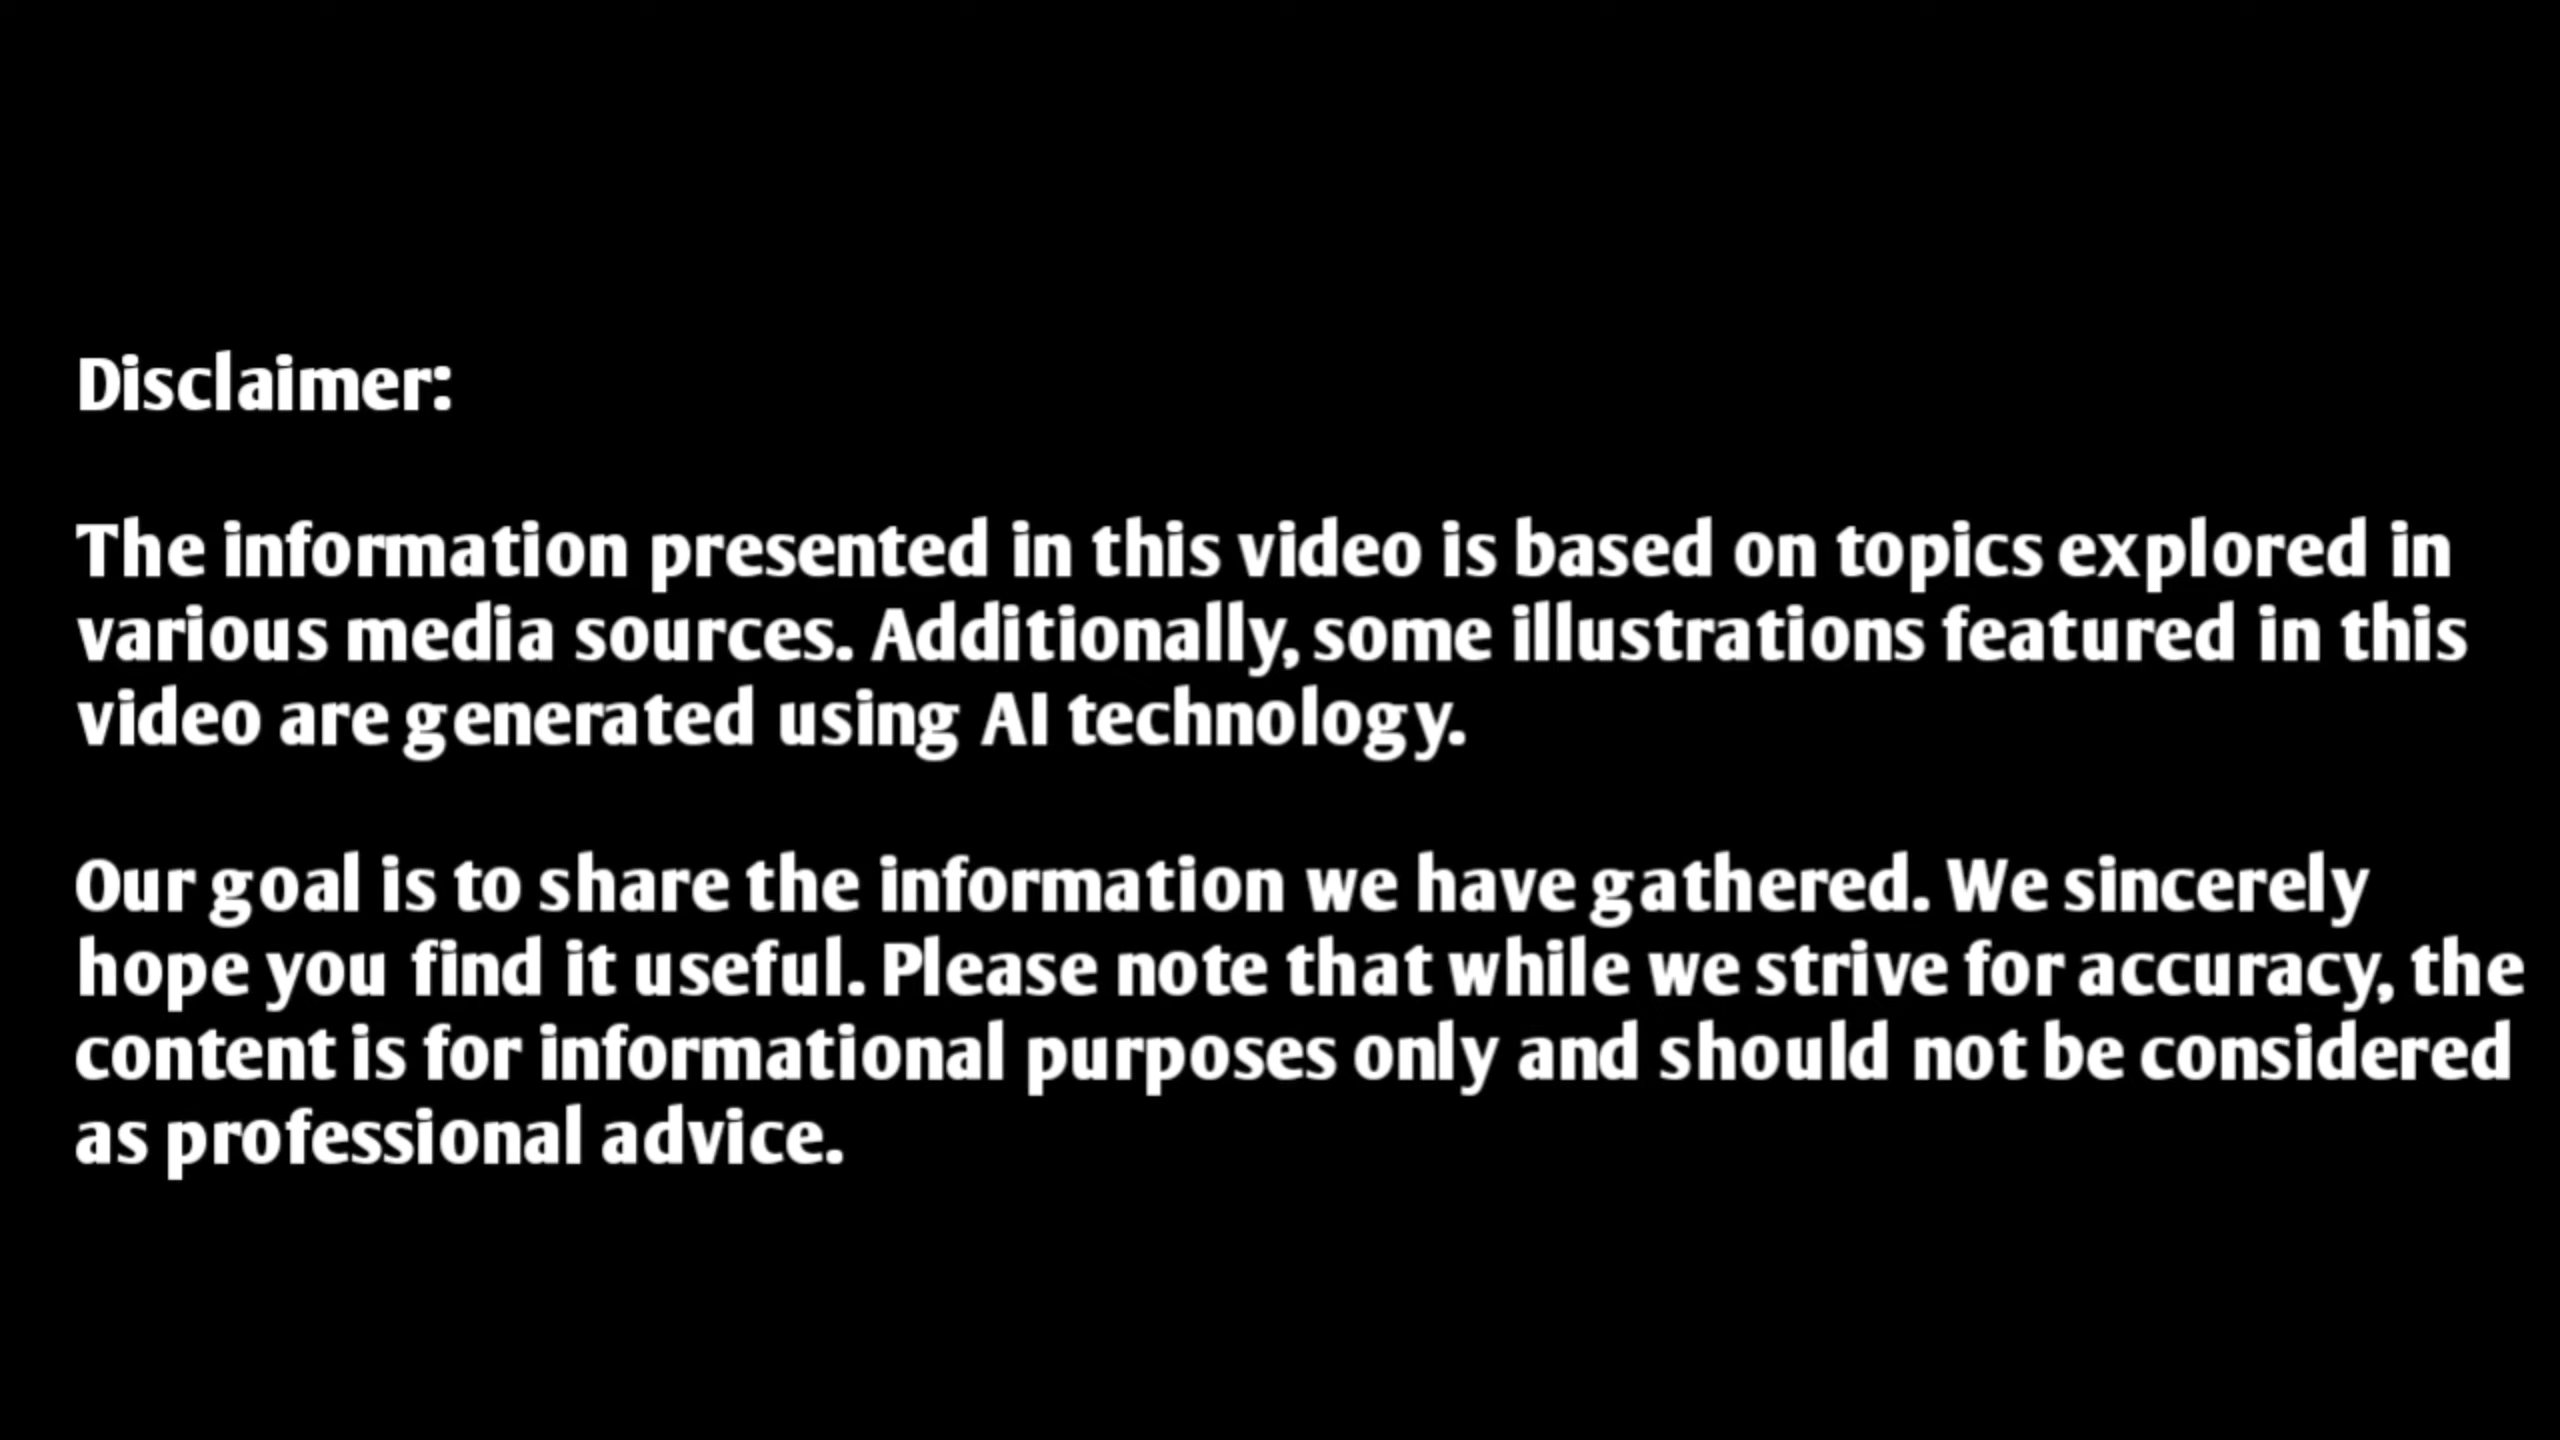 Disclaimer:
The information presented in this video is based on topics explored in
various media sources. Additionally, some illustrations featured in this
video are generated using AI technology.
Our goal is to share the information we have gathered. We sincerely
hope you find it useful. Please note that while we strive for accuracy, the
content is for informational purposes only and should not be considered
as professional advice.